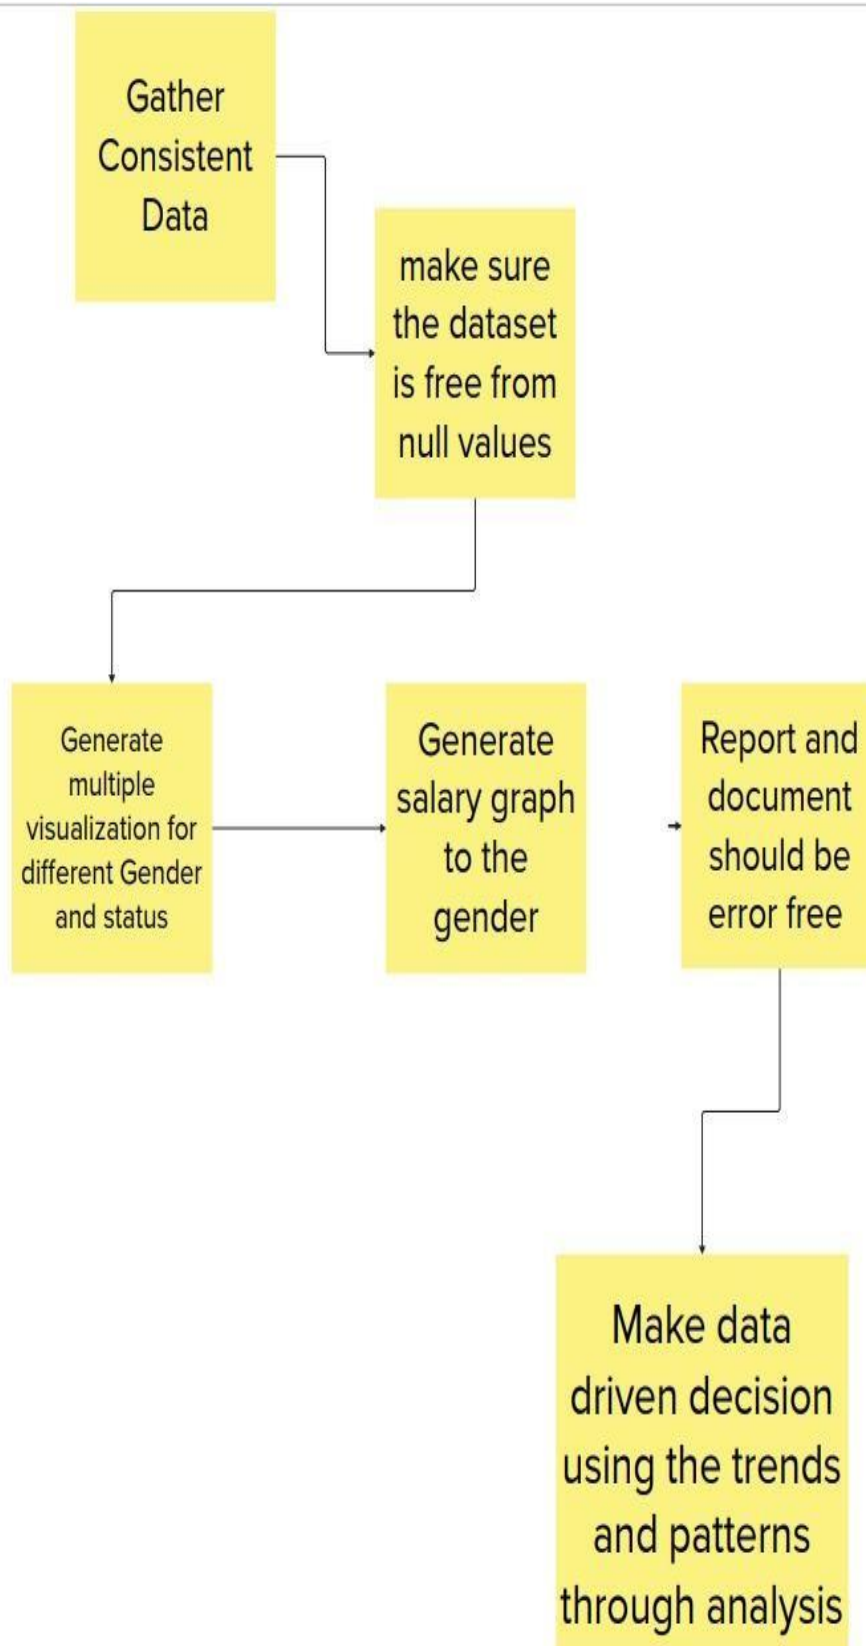 Gather
Consistent
Data
make sure
the dataset
is free from
null values
Generate
multiple
visualization for
different Gender
and status
Generate
salary graph
to the
gender
Report and
document
should be
error free
Make data
driven decision
using the trends
and patterns
through analysis